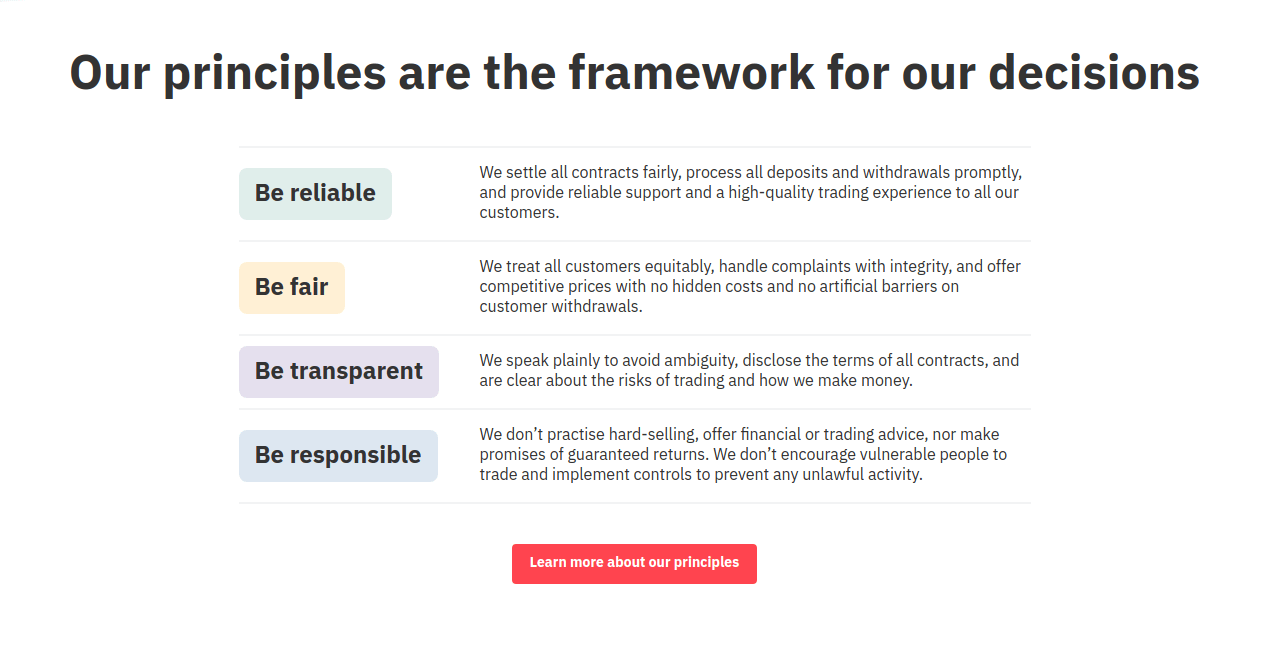 Our principles are the framework for our decisions
Be reliable
We settle all contracts fairly, process all deposits and withdrawals promptly,
and provide reliable support and a high-quality trading experience to all our
customers.
Be fair
We treat all customers equitably, handle complaints with integrity, and offer
competitive prices with no hidden costs and no artificial barriers on
customer withdrawals.
Be transparent
We speak plainly to avoid ambiguity, disclose the terms of all contracts, and
are clear about the risks of trading and how we make money.
Be responsible
We don’t practise hard-selling, offer financial or trading advice, nor make
promises of guaranteed returns. We don’t encourage vulnerable people to
trade and implement controls to prevent any unlawful activity.
Learn more about our principles